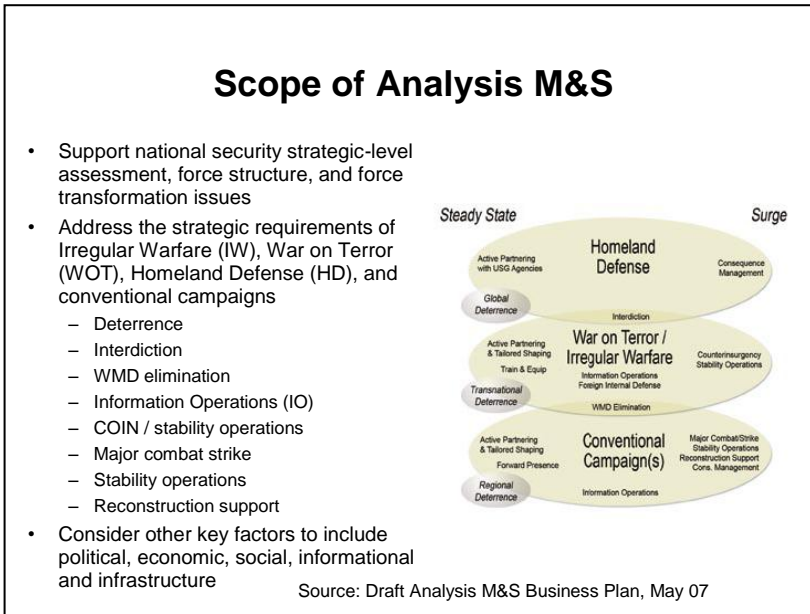 Scope of Analysis M&S
• Support national security strategic-level
assessment, force structure, and force
transformation issues
• Address the strategic requirements of
Irregular Warfare (IW), War on Terror
(WOT), Homeland Defense (HD), and
conventional campaigns
– Deterrence
– Interdiction
– WMD elimination
– Information Operations (IO)
– COIN / stability operations
– Major combat strike
– Stability operations
– Reconstruction support
• Consider other key factors to include
political, economic, social, informational
and infrastructure
Steady State
Surge
Active Partnering
with USG Agencies
Homeland
Defense
Consequence
Management
Global
Deterrence
Interdiction
Active Partnering
& Tailored Shaping
Train & Equip
War on Terror /
Irregular Warfare
Information Operations
Foreign Internal Defense
Counterinsurgency
Stability Operations
Transnational
Deterrence
WMD Elimination
Active Partnering
& Tailored Shaping
Forward Presence
Conventional
Campaign(s)
Major Combat/Strike
Stability Operations
Reconstruction Support
Cons. Management
Regional
Deterrence
Information Operations
Source: Draft Analysis M&S Business Plan, May 07